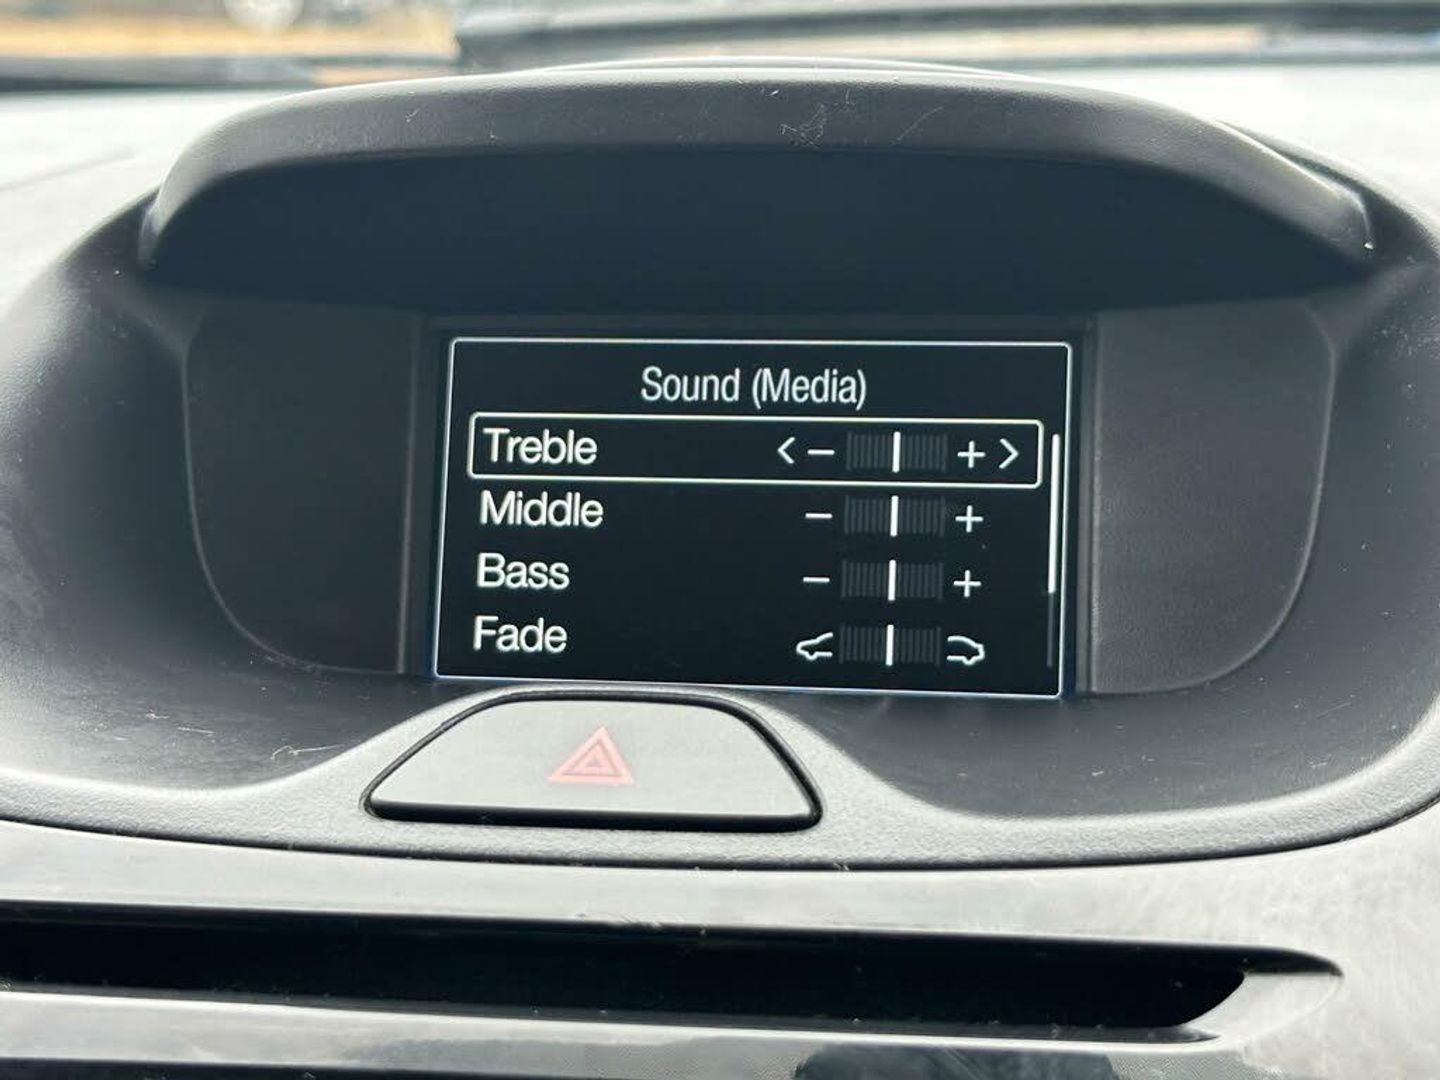 Sound (Media)
Treble < − + >
Middle − +
Bass − +
Fade